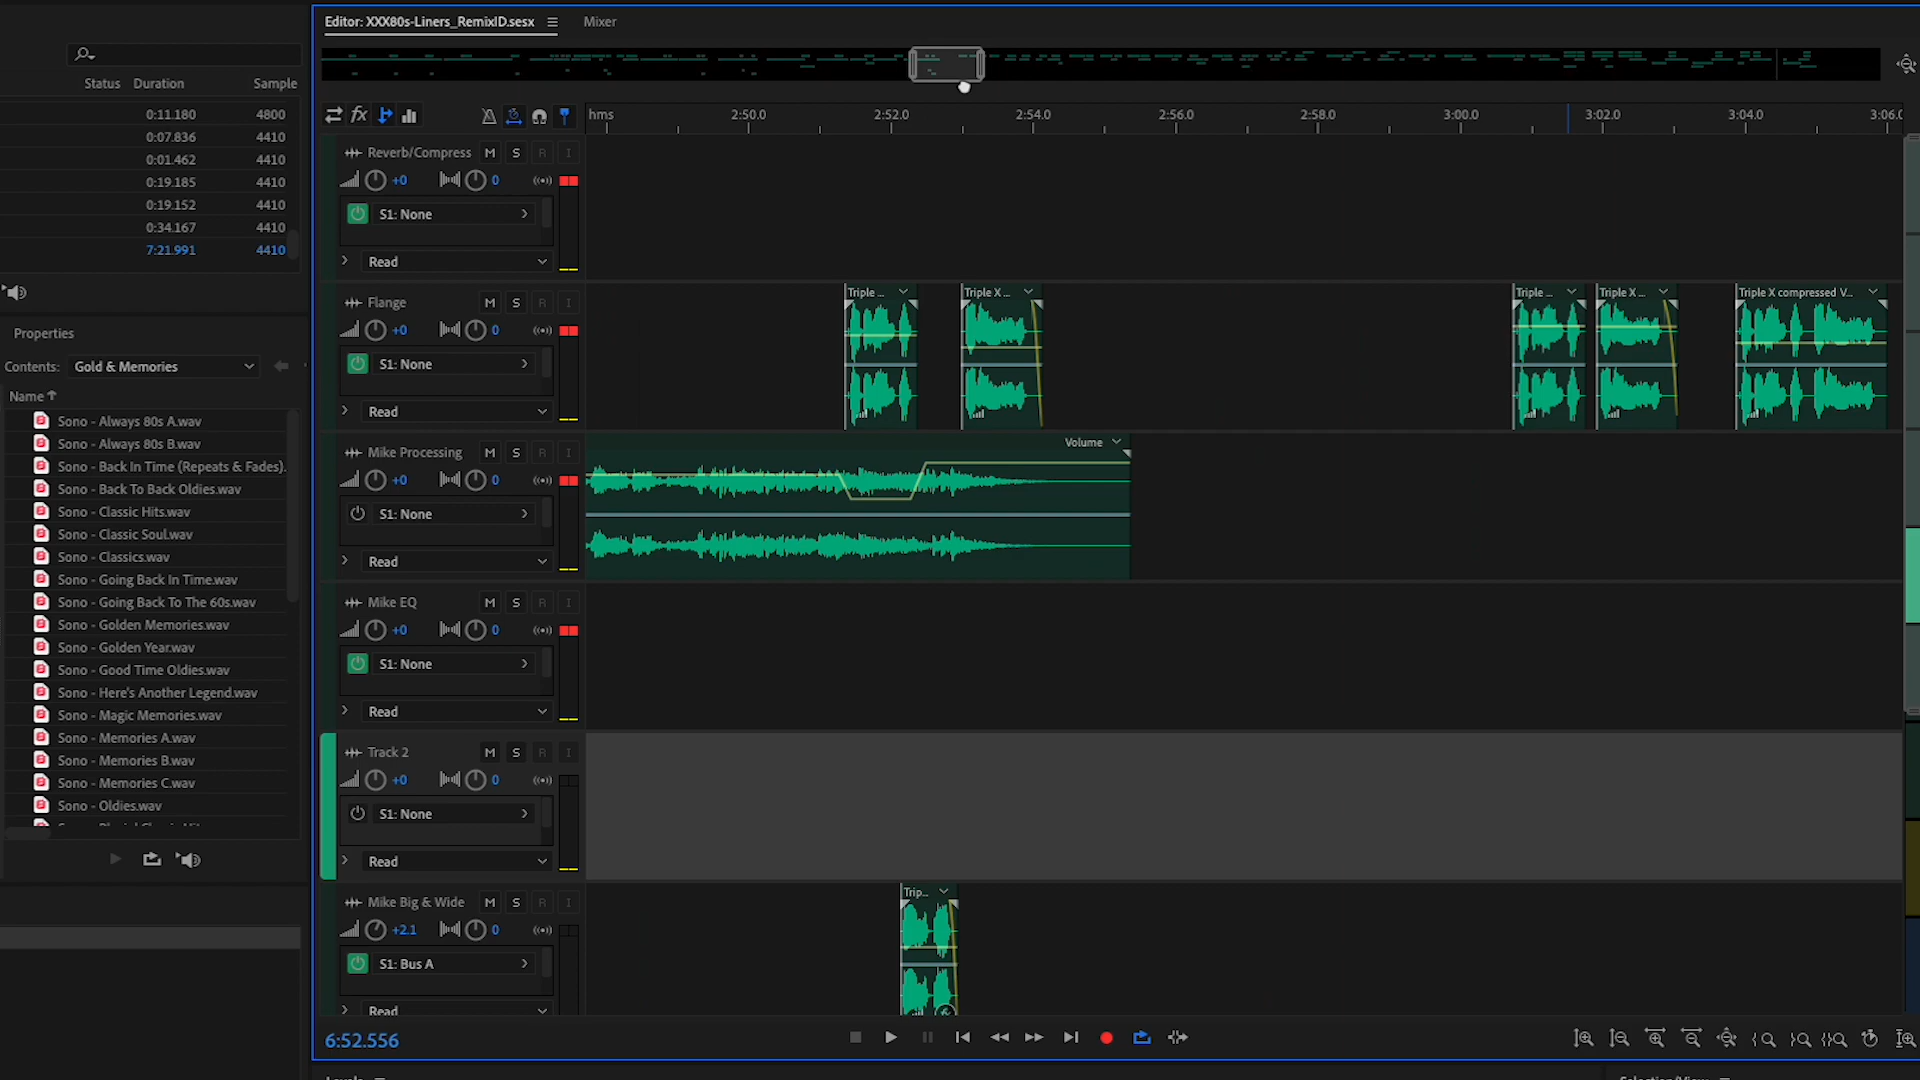 Editor: XXX80s-Liners_RemixID.sesx
Mixer
Status Duration Sample
0:11.180 4800
0:07.836 4410
0:01.462 4410
0:19.185 4410
0:19.152 4410
0:34.167 4410
7:21.991 4410
Properties
Contents: Gold & Memories
Name
Sono - Always 80s A.wav
Sono - Always 80s B.wav
Sono - Back In Time (Repeats & Fades).
Sono - Back To Back Oldies.wav
Sono - Classic Hits.wav
Sono - Classic Soul.wav
Sono - Classics.wav
Sono - Going Back In Time.wav
Sono - Going Back To The 60s.wav
Sono - Golden Memories.wav
Sono - Golden Year.wav
Sono - Good Time Oldies.wav
Sono - Here's Another Legend.wav
Sono - Magic Memories.wav
Sono - Memories A.wav
Sono - Memories B.wav
Sono - Memories C.wav
Sono - Oldies.wav
fx
hms 2:50.0 2:52.0 2:54.0 2:56.0 2:58.0 3:00.0 3:02.0 3:04.0 3:06.0
Reverb/Compress M S R I
+0 0
S1: None
Read
Flange M S R I
+0 0
S1: None
Read
Triple ...
Triple X ...
Triple ...
Triple X ...
Triple X compressed V...
Mike Processing M S R I
+0 0
S1: None
Read
Volume
Mike EQ M S R I
+0 0
S1: None
Read
Track 2 M S R I
+0 0
S1: None
Read
Mike Big & Wide M S R I
+2.1 0
S1: Bus A
Read
Trip...
6:52.556